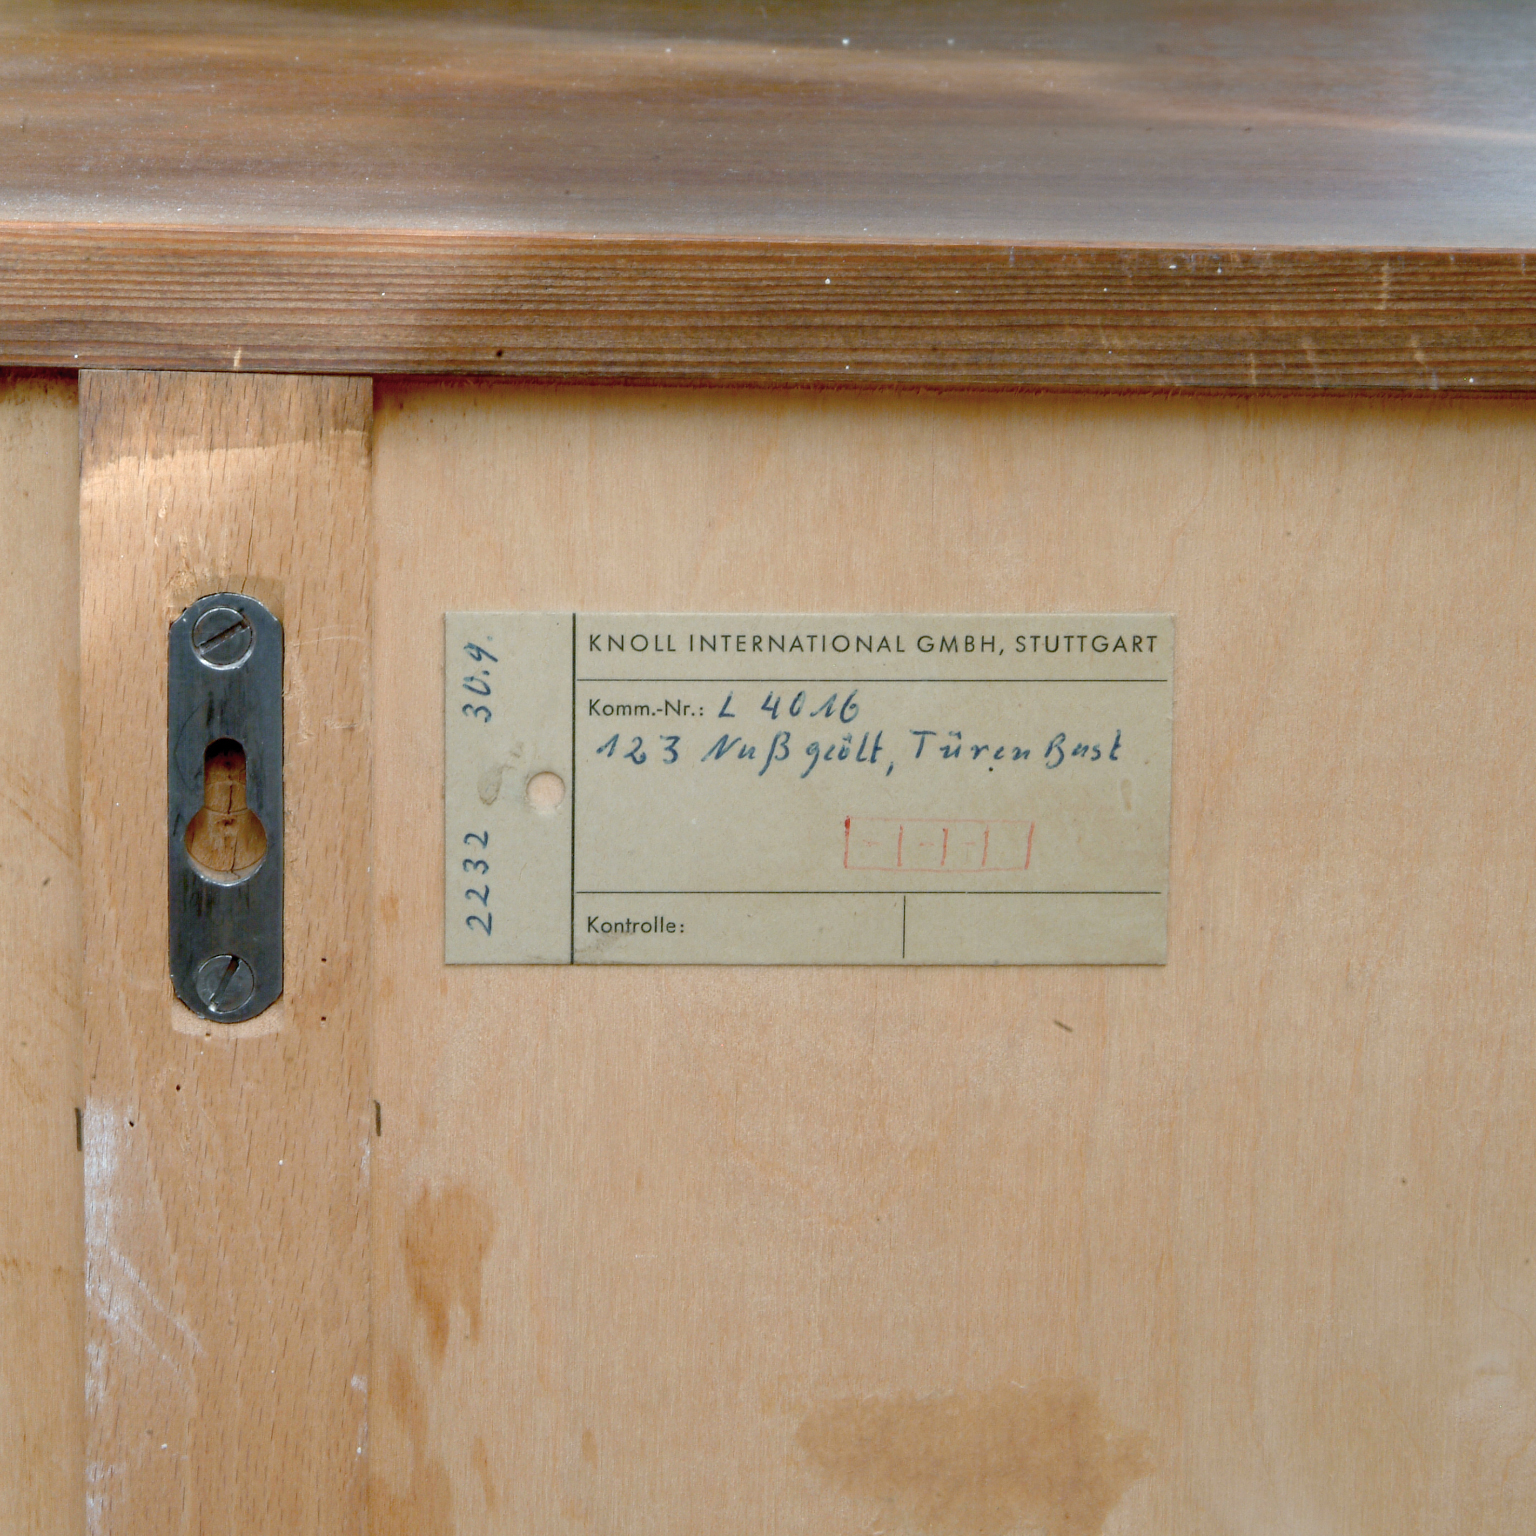 KNOLL INTERNATIONAL GMBH, STUTTGART
Komm.-Nr.: L 4016
123 Nuß geölt, Türen Bast
Kontrolle:
2232 30.9.